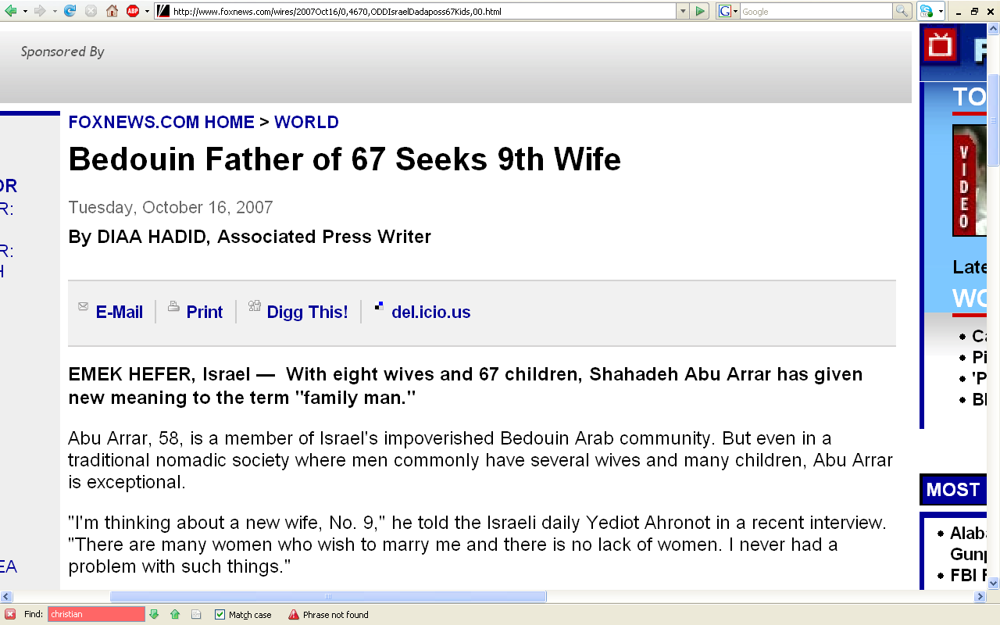 http://www.foxnews.com/wires/2007Oct16/0,4670,ODDIsraelDadaposs67Kids,00.html
Google
Sponsored By
FOXNEWS.COM HOME > WORLD
Bedouin Father of 67 Seeks 9th Wife
Tuesday, October 16, 2007
By DIAA HADID, Associated Press Writer
E-Mail
Print
Digg This!
del.icio.us
EMEK HEFER, Israel — With eight wives and 67 children, Shahadeh Abu Arrar has given
new meaning to the term "family man."
Abu Arrar, 58, is a member of Israel's impoverished Bedouin Arab community. But even in a
traditional nomadic society where men commonly have several wives and many children, Abu Arrar
is exceptional.
"I'm thinking about a new wife, No. 9," he told the Israeli daily Yediot Ahronot in a recent interview.
"There are many women who wish to marry me and there is no lack of women. I never had a
problem with such things."
OR
R:
R:
H
EA
ABP
TO
VIDEO
Late
WO
Ca
Pi
'P
Bl
MOST
Alaba
Gunp
FBI F
Find: christian
Match case
Phrase not found